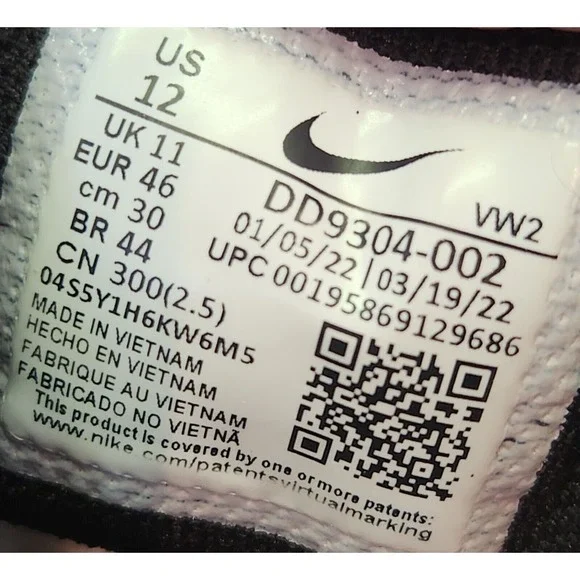 US
12
UK 11
EUR 46
cm 30
BR 44
CN 300(2.5)
04S5Y1H6KW6M5
VW2
DD9304-002
01/05/22 | 03/19/22
UPC 00195869129686
MADE IN VIETNAM
HECHO EN VIETNAM
FABRIQUE AU VIETNAM
FABRICADO NO VIETNÃ
This product is covered by one or more patents:
www.nike.com/patentsvirtualmarking